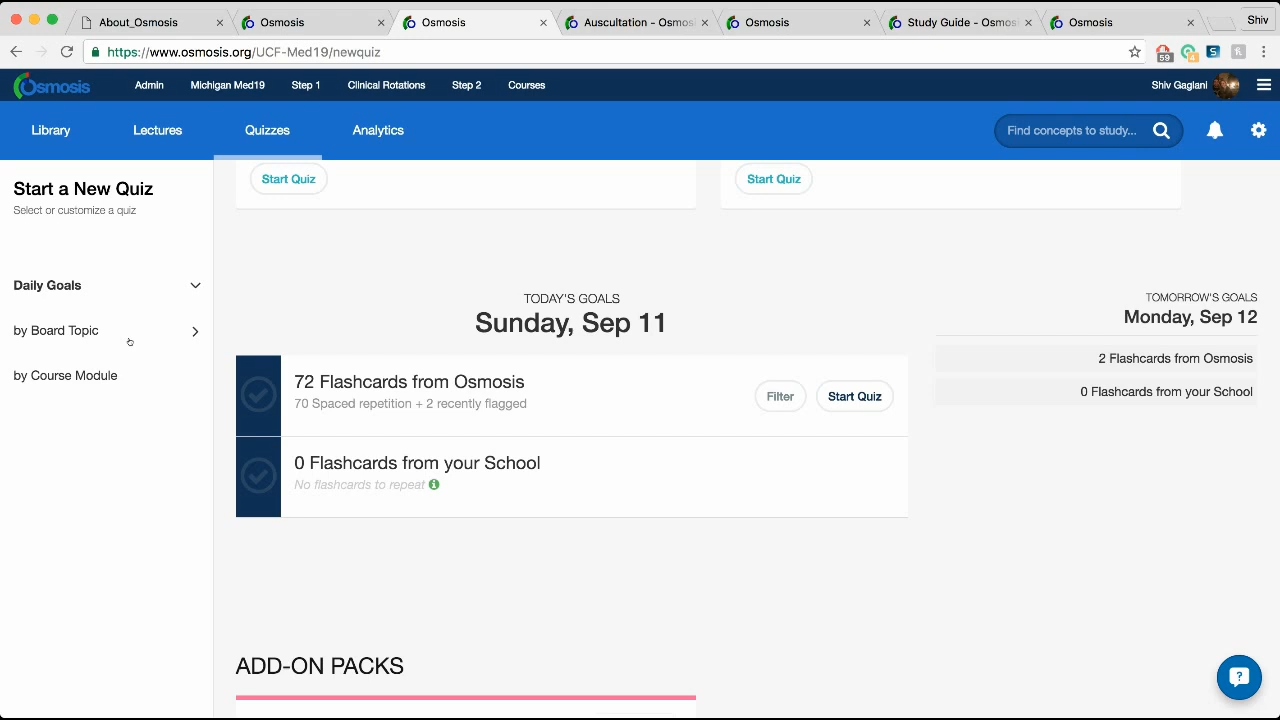 About_Osmosis
Osmosis
Osmosis
Auscultation - Osmos
Osmosis
Study Guide - Osmos
Osmosis
Shiv
https://www.osmosis.org/UCF-Med19/newquiz
59
4
S
Osmosis
Admin
Michigan Med19
Step 1
Clinical Rotations
Step 2
Courses
Shiv Gaglani
Library
Lectures
Quizzes
Analytics
Find concepts to study...
Start a New Quiz
Select or customize a quiz
Daily Goals
by Board Topic
by Course Module
Start Quiz
Start Quiz
TODAY'S GOALS
Sunday, Sep 11
72 Flashcards from Osmosis
70 Spaced repetition + 2 recently flagged
Filter
Start Quiz
0 Flashcards from your School
No flashcards to repeat
TOMORROW'S GOALS
Monday, Sep 12
2 Flashcards from Osmosis
0 Flashcards from your School
ADD-ON PACKS